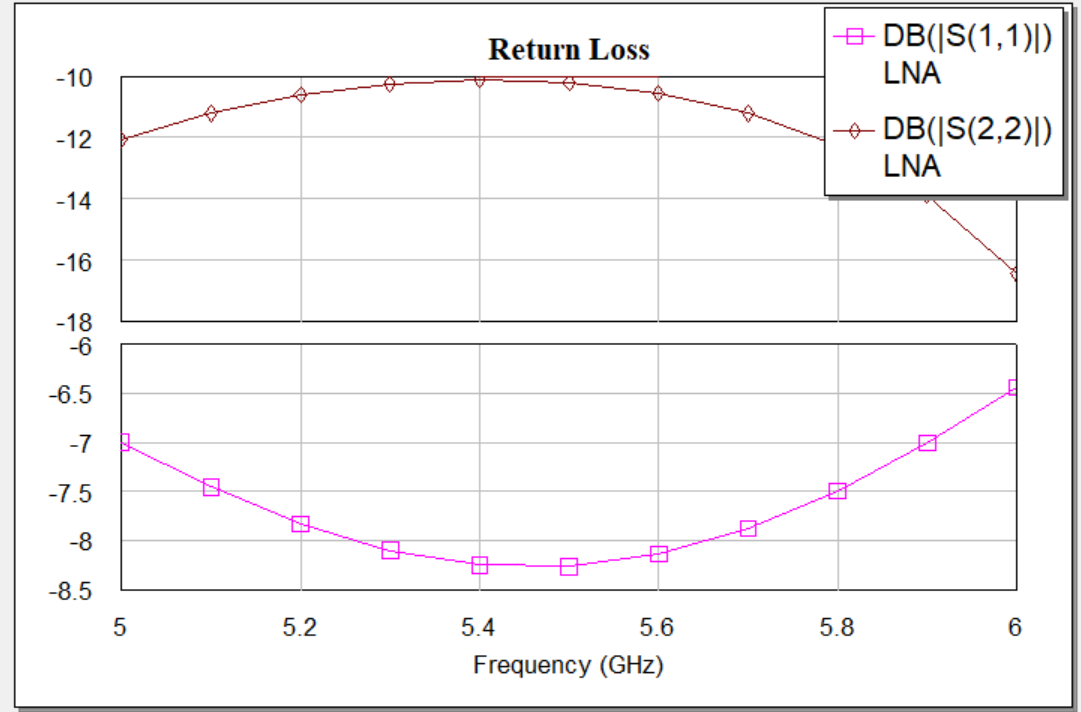 Return Loss
DB(|S(1,1)|)
LNA
DB(|S(2,2)|)
LNA
-10
-12
-14
-16
-18
-6
-6.5
-7
-7.5
-8
-8.5
5 5.2 5.4 5.6 5.8 6
Frequency (GHz)